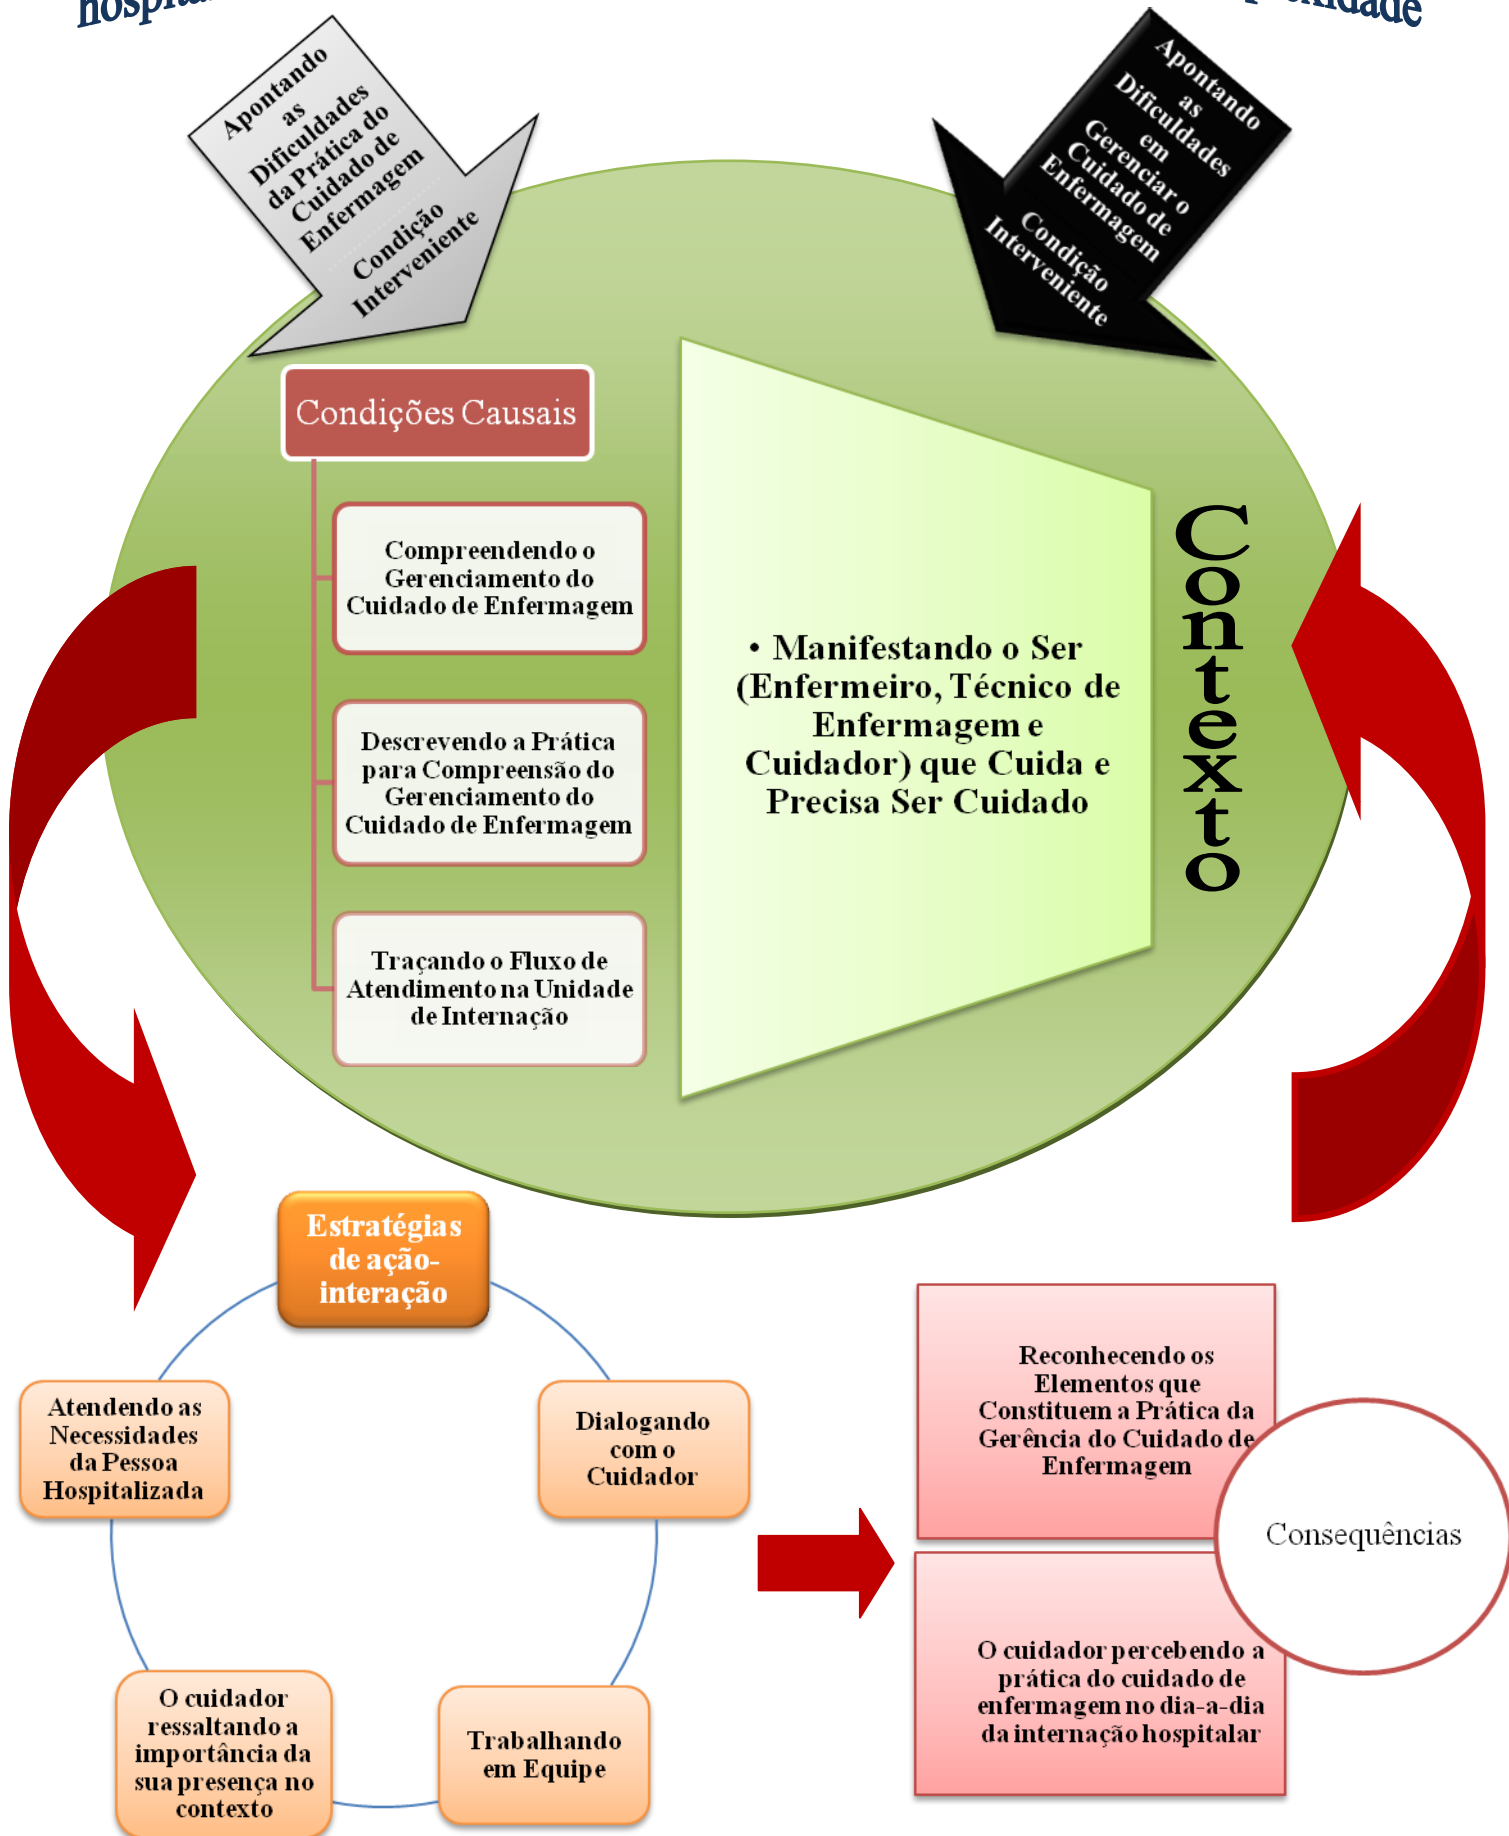 Apontando
as
Dificuldades
da Prática do
Cuidado de
Enfermagem
Condição
Interveniente
Apontando
as
Dificuldades
em
Gerenciar o
Cuidado de
Enfermagem
Condição
Interveniente
Condições Causais
Compreendendo o
Gerenciamento do
Cuidado de Enfermagem
Descrevendo a Prática
para Compreensão do
Gerenciamento do
Cuidado de Enfermagem
Traçando o Fluxo de
Atendimento na Unidade
de Internação
• Manifestando o Ser
(Enfermeiro, Técnico de
Enfermagem e
Cuidador) que Cuida e
Precisa Ser Cuidado
Contexto
Estratégias
de ação-
interação
Dialogando
com o
Cuidador
Trabalhando
em Equipe
O cuidador
ressaltando a
importância da
sua presença no
contexto
Atendendo as
Necessidades
da Pessoa
Hospitalizada
Reconhecendo os
Elementos que
Constituem a Prática da
Gerência do Cuidado de
Enfermagem
O cuidador percebendo a
prática do cuidado de
enfermagem no dia-a-dia
da internação hospitalar
Consequências